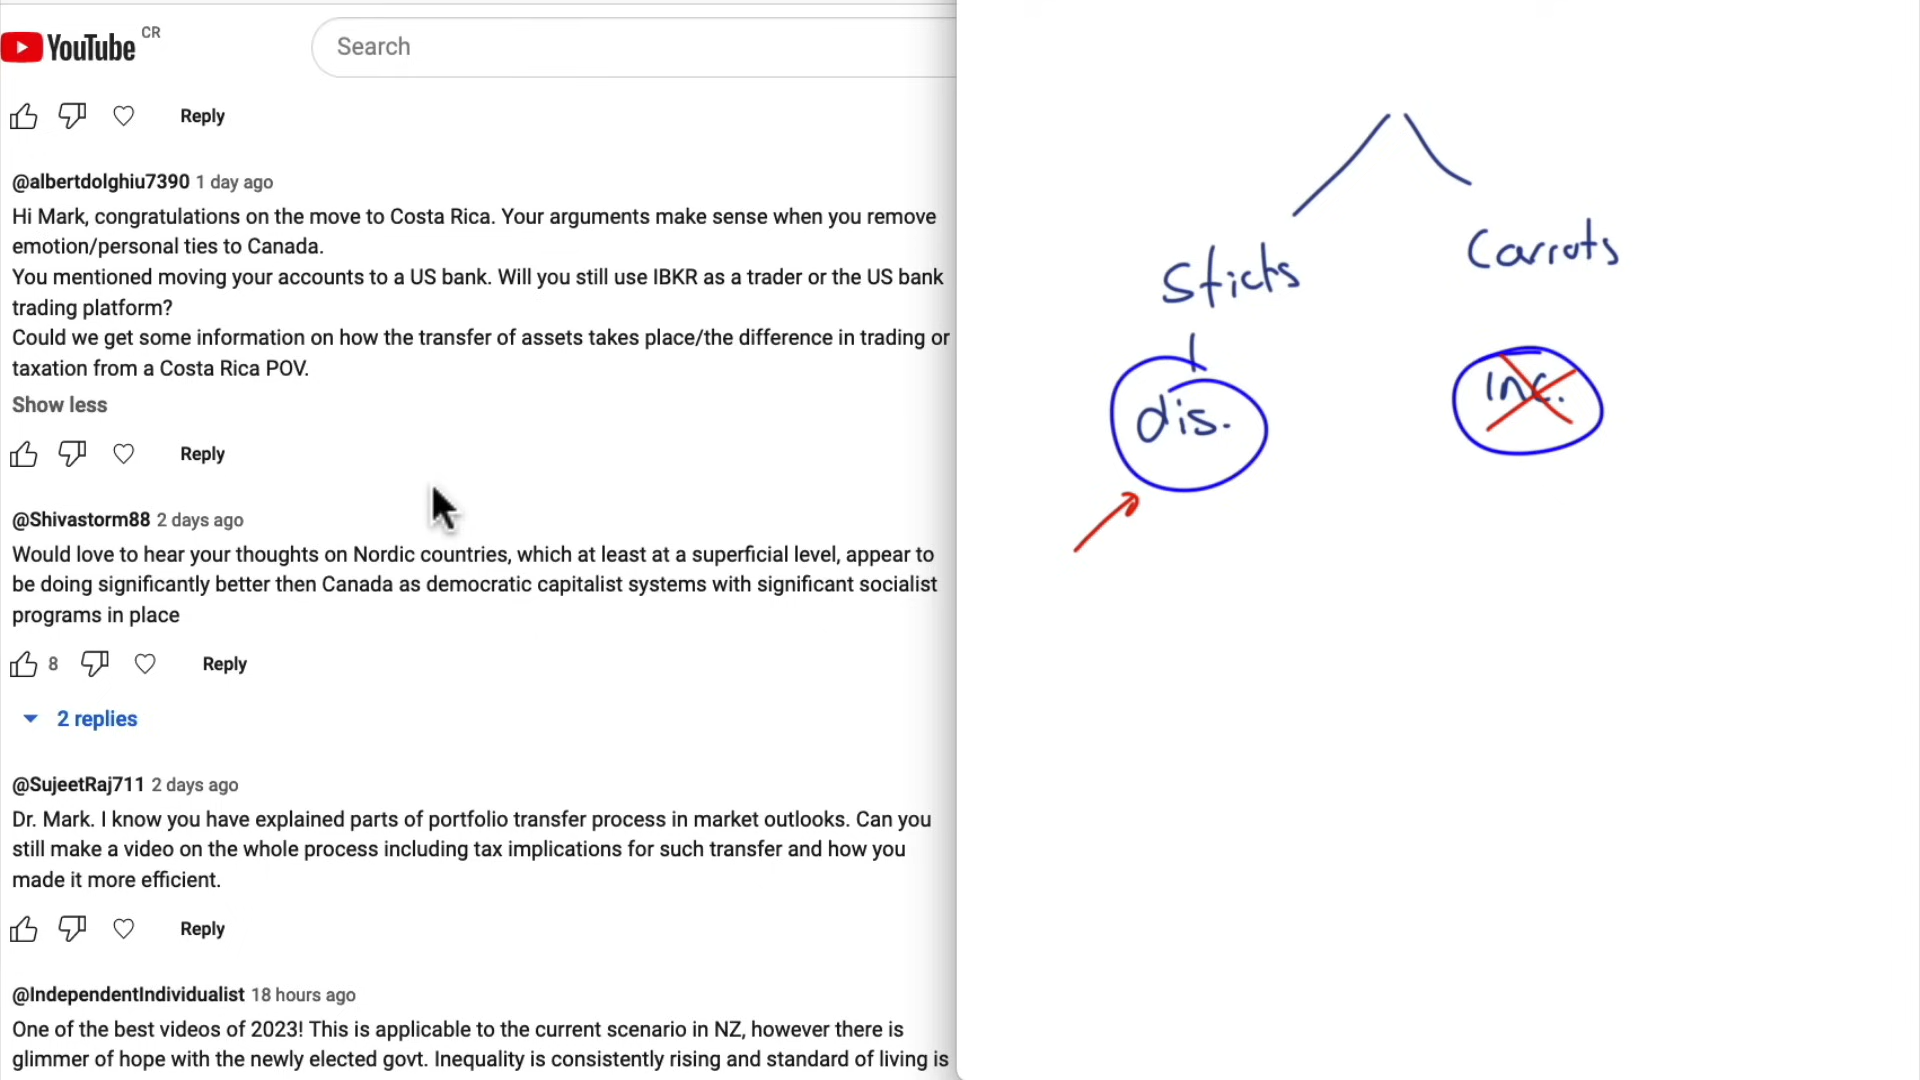 YouTube CR
Search
Reply
@albertdolghiu7390 1 day ago
Hi Mark, congratulations on the move to Costa Rica. Your arguments make sense when you remove
emotion/personal ties to Canada.
You mentioned moving your accounts to a US bank. Will you still use IBKR as a trader or the US bank
trading platform?
Could we get some information on how the transfer of assets takes place/the difference in trading or
taxation from a Costa Rica POV.
Show less
Reply
@Shivastorm88 2 days ago
Would love to hear your thoughts on Nordic countries, which at least at a superficial level, appear to
be doing significantly better then Canada as democratic capitalist systems with significant socialist
programs in place
8 Reply
2 replies
@SujeetRaj711 2 days ago
Dr. Mark. I know you have explained parts of portfolio transfer process in market outlooks. Can you
still make a video on the whole process including tax implications for such transfer and how you
made it more efficient.
Reply
@IndependentIndividualist 18 hours ago
One of the best videos of 2023! This is applicable to the current scenario in NZ, however there is
glimmer of hope with the newly elected govt. Inequality is consistently rising and standard of living is
Sticks
Carrots
dis.
inc.